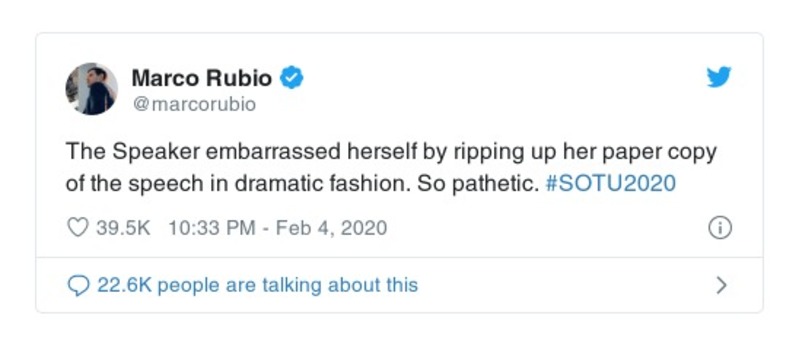 Marco Rubio
@marcorubio
The Speaker embarrassed herself by ripping up her paper copy
of the speech in dramatic fashion. So pathetic. #SOTU2020
39.5K 10:33 PM - Feb 4, 2020
22.6K people are talking about this